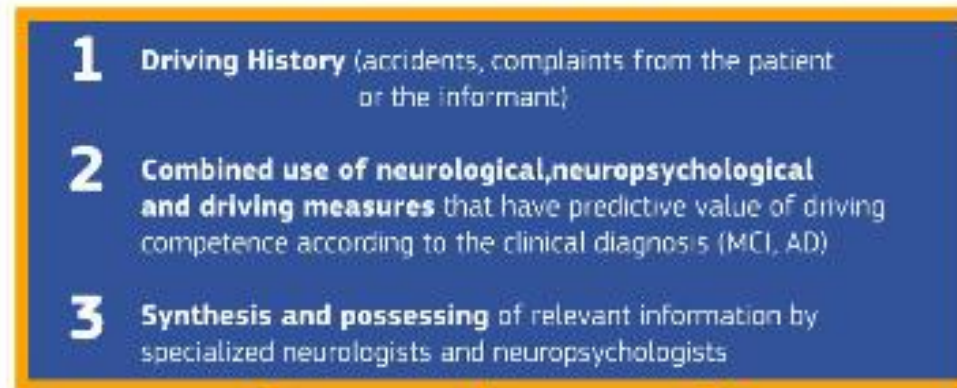 1 Driving History (accidents, complaints from the patient
or the informant)
2 Combined use of neurological,neuropsychological
and driving measures that have predictive value of driving
competence according to the clinical diagnosis (MCI, AD)
3 Synthesis and possessing of relevant information by
specialized neurologists and neuropsychologists